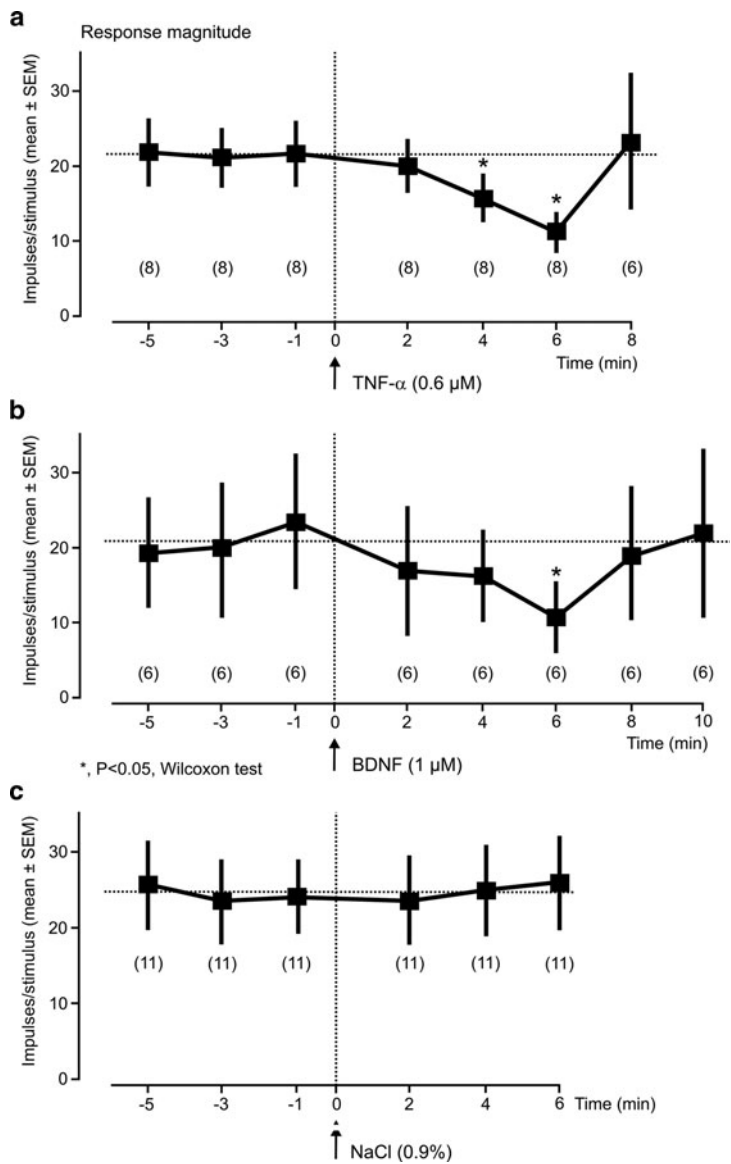 a
Response magnitude
Impulses/stimulus (mean ± SEM)
30
20
10
0
* *
(8) (8) (8) (8) (8) (8) (6)
-5 -3 -1 0 2 4 6 8
Time (min)
TNF-α (0.6 µM)
b
Impulses/stimulus (mean ± SEM)
30
20
10
0
*
(6) (6) (6) (6) (6) (6) (6) (6)
-5 -3 -1 0 2 4 6 8 10
Time (min)
*, P<0.05, Wilcoxon test
BDNF (1 µM)
c
Impulses/stimulus (mean ± SEM)
30
20
10
0
(11) (11) (11) (11) (11) (11)
-5 -3 -1 0 2 4 6 Time (min)
NaCl (0.9%)